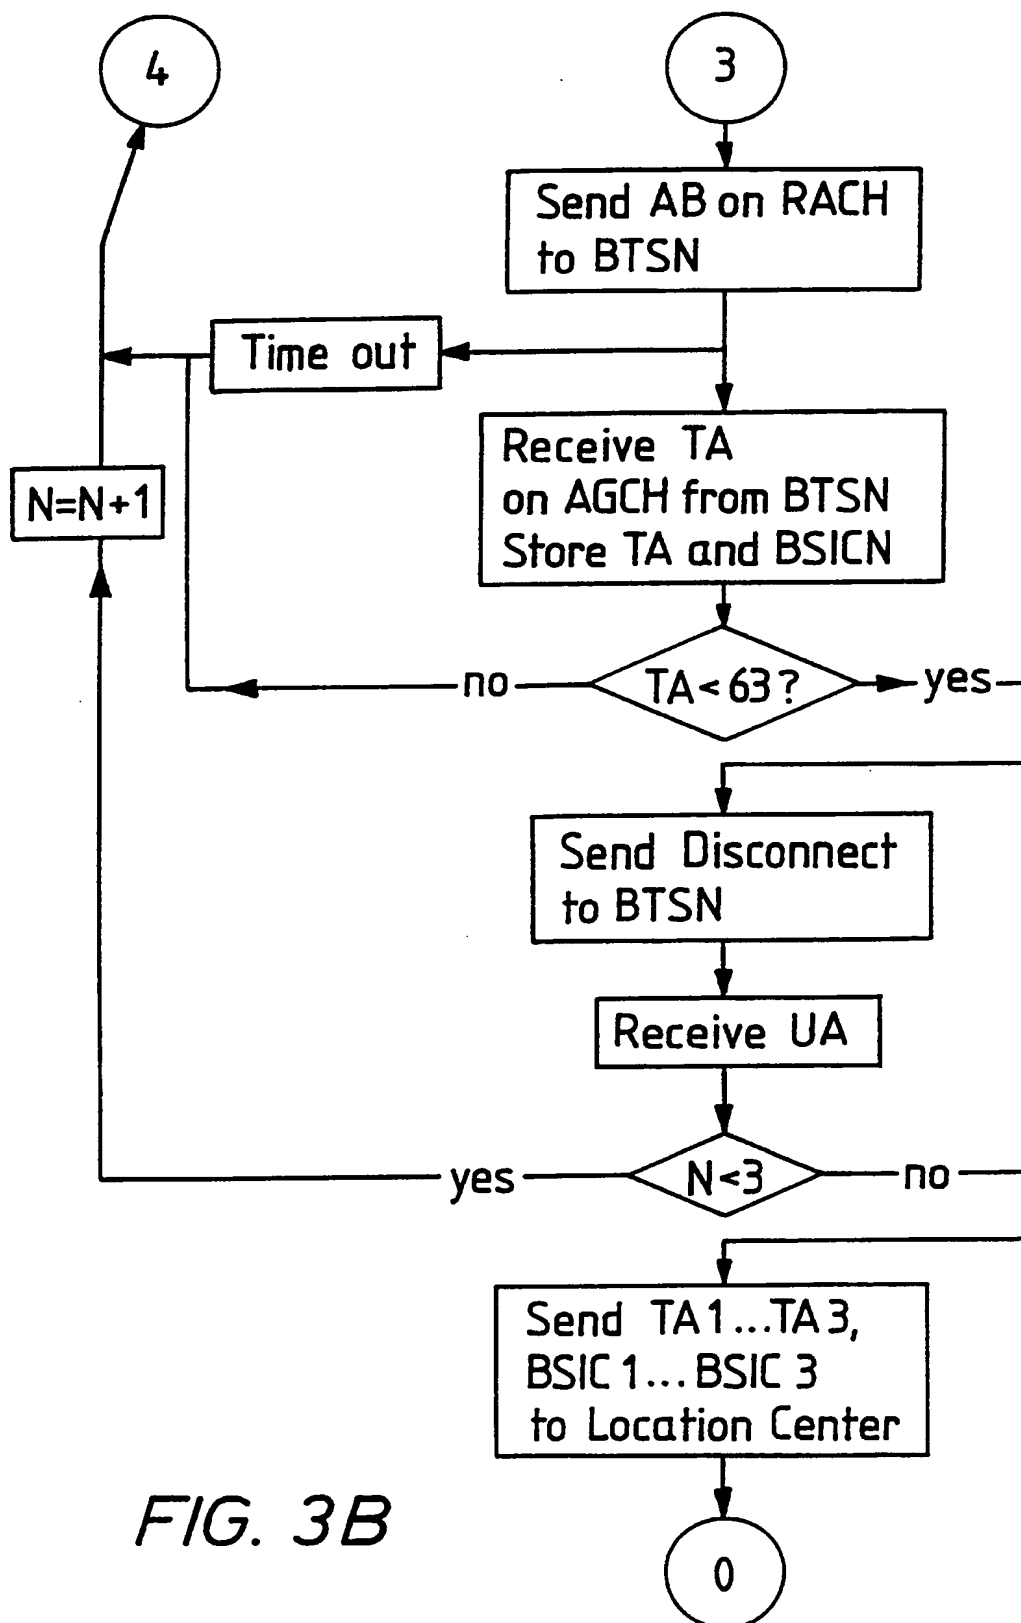 4
3
Send AB on RACH
to BTSN
Time out
Receive TA
on AGCH from BTSN
Store TA and BSICN
N=N+1
no
TA<63?
yes
Send Disconnect
to BTSN
Receive UA
yes
N<3
no
Send TA1...TA3,
BSIC1...BSIC 3
to Location Center
FIG. 3B
0